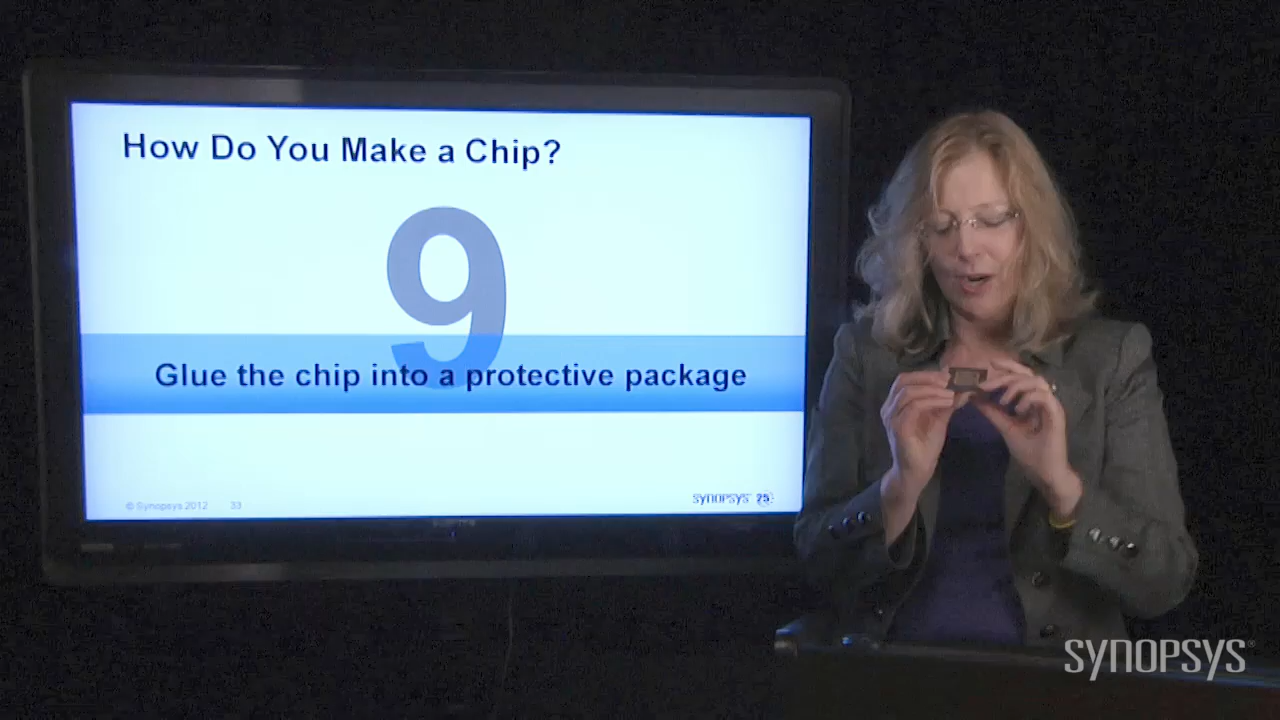 How Do You Make a Chip?
9
Glue the chip into a protective package
© Synopsys 2012 33
SYNOPSYS 25
SYNOPSYS®